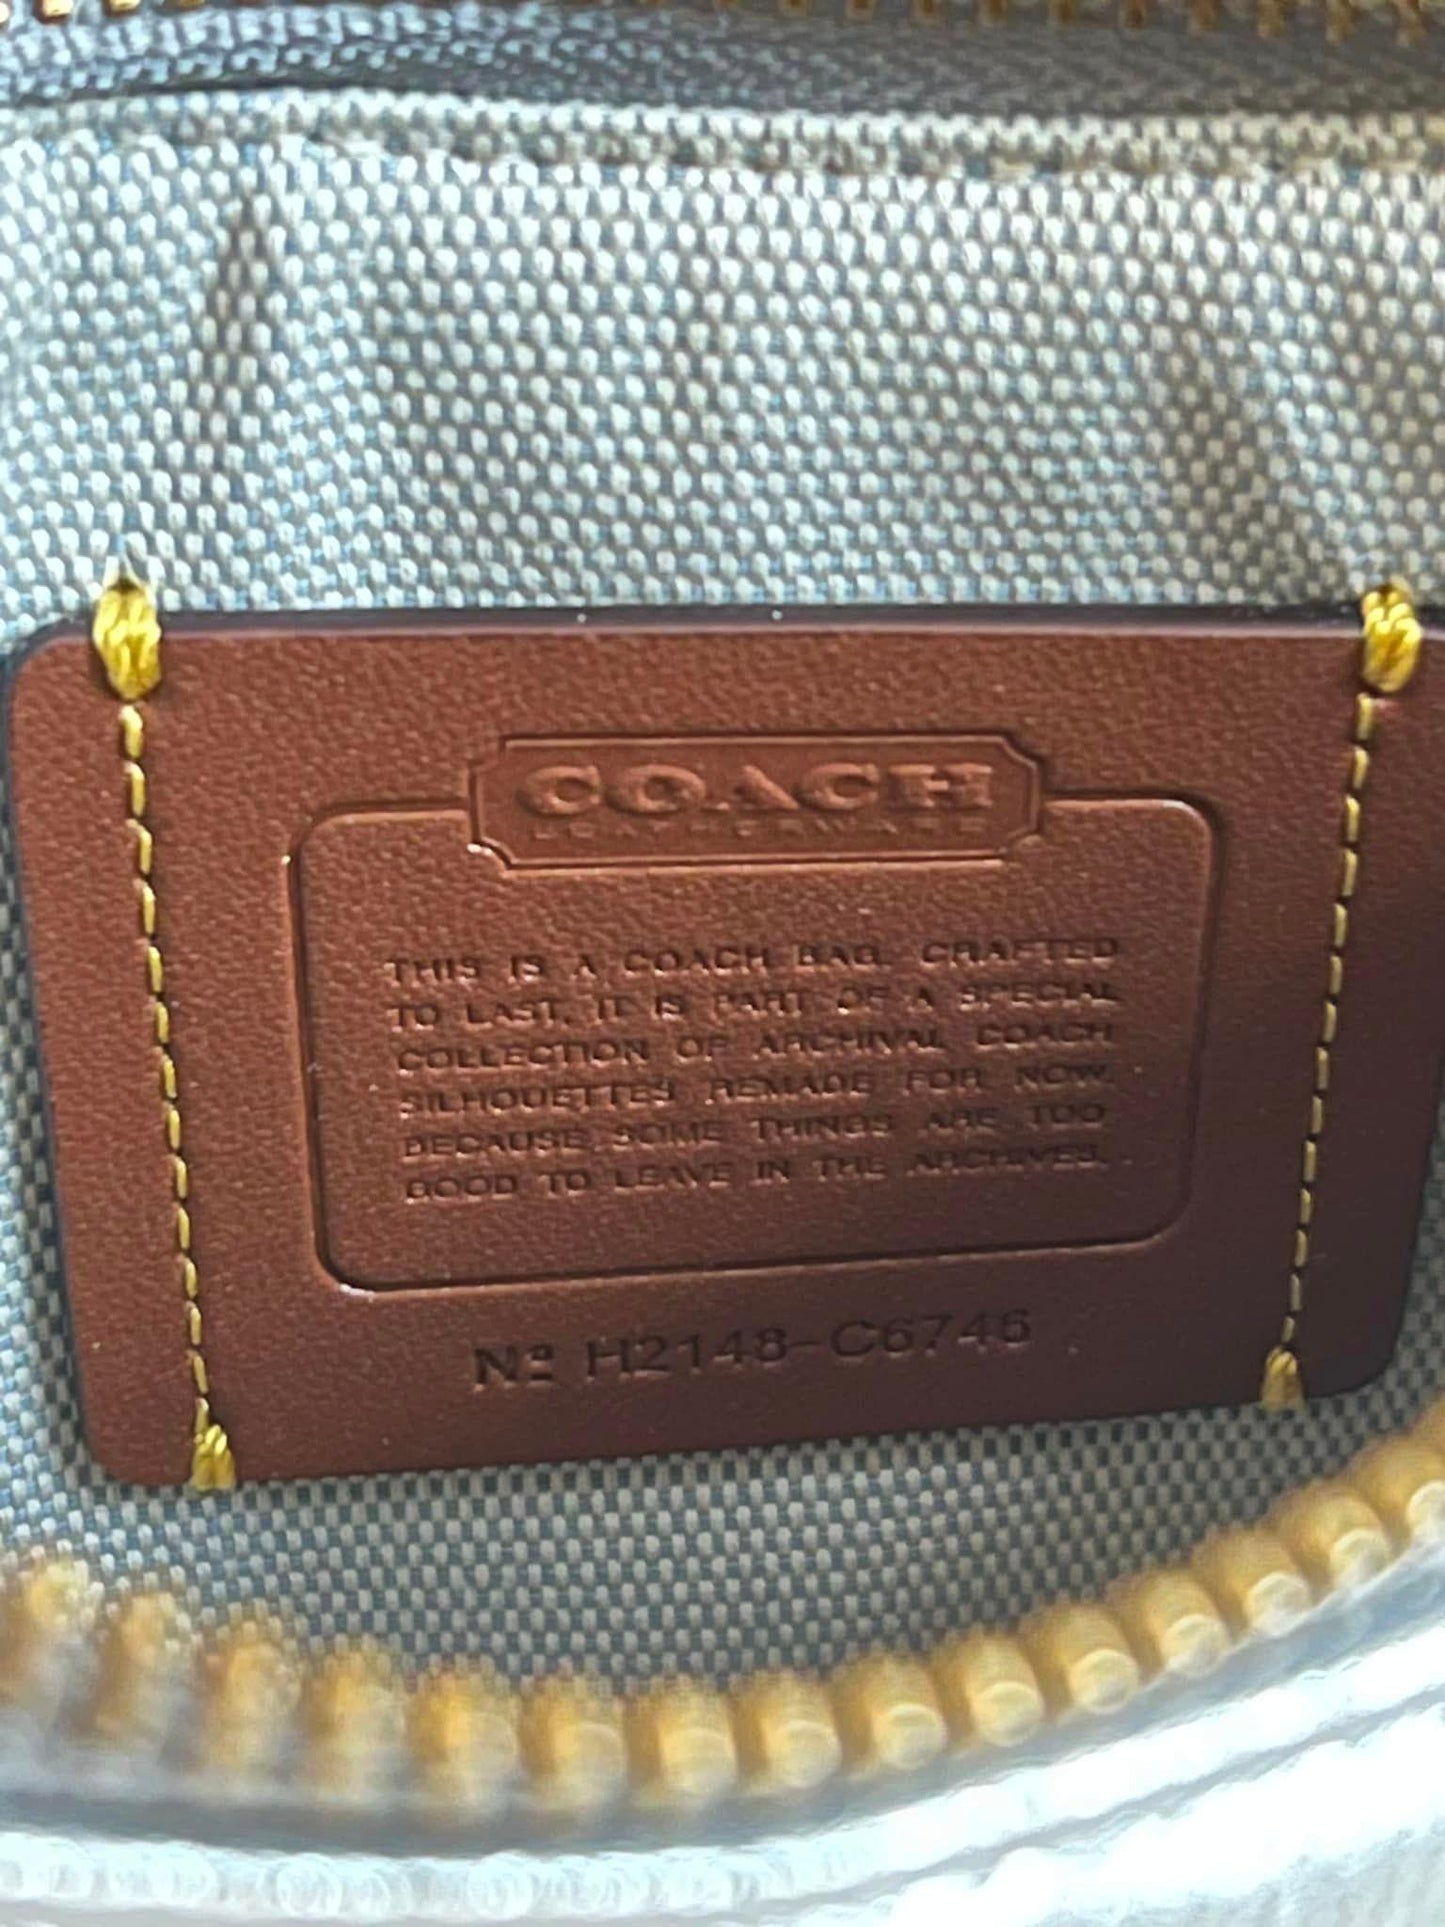 COACH
LEATHERWARE
THIS IS A COACH BAG. CRAFTED
TO LAST, IT IS PART OF A SPECIAL
COLLECTION OF ARCHIVAL COACH
SILHOUETTES REMADE FOR NOW.
BECAUSE SOME THINGS ARE TOO
GOOD TO LEAVE IN THE ARCHIVES.
Nº H2148-C6746